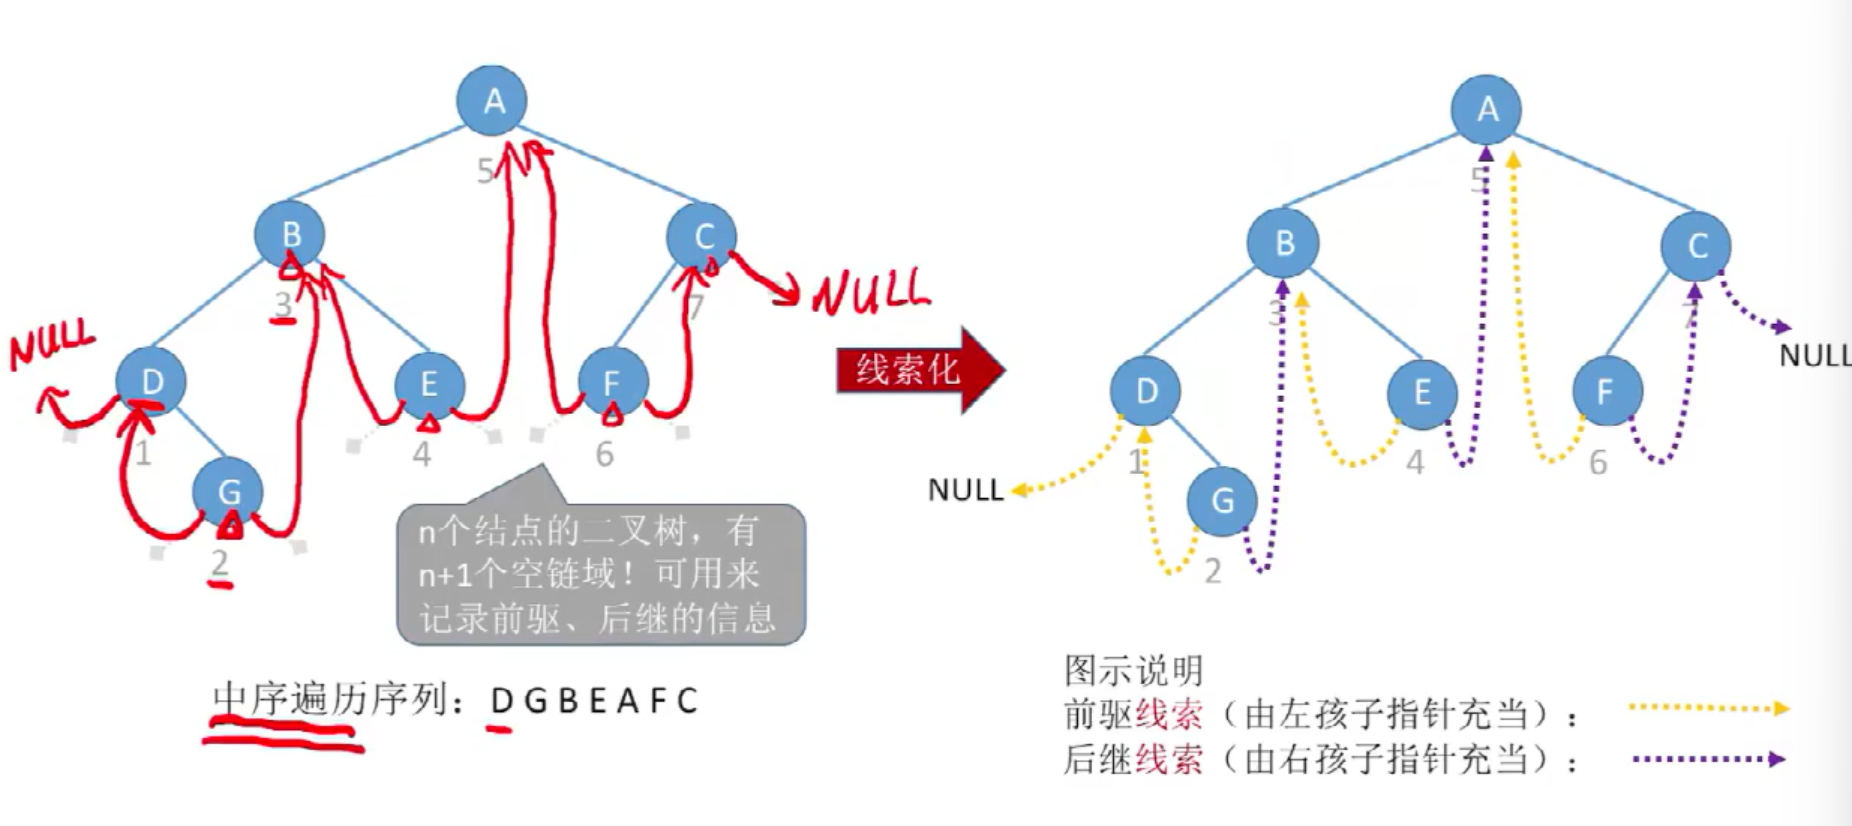 A
5
B
C
3
7
NULL
NULL
D
E
F
1
4
6
G
2
n个结点的二叉树，有
n+1个空链域！可用来
记录前驱、后继的信息
中序遍历序列：D G B E A F C
线索化
A
5
B
C
3
7
NULL
D
E
F
1
4
6
NULL
G
2
图示说明
前驱线索（由左孩子指针充当）：
后继线索（由右孩子指针充当）：